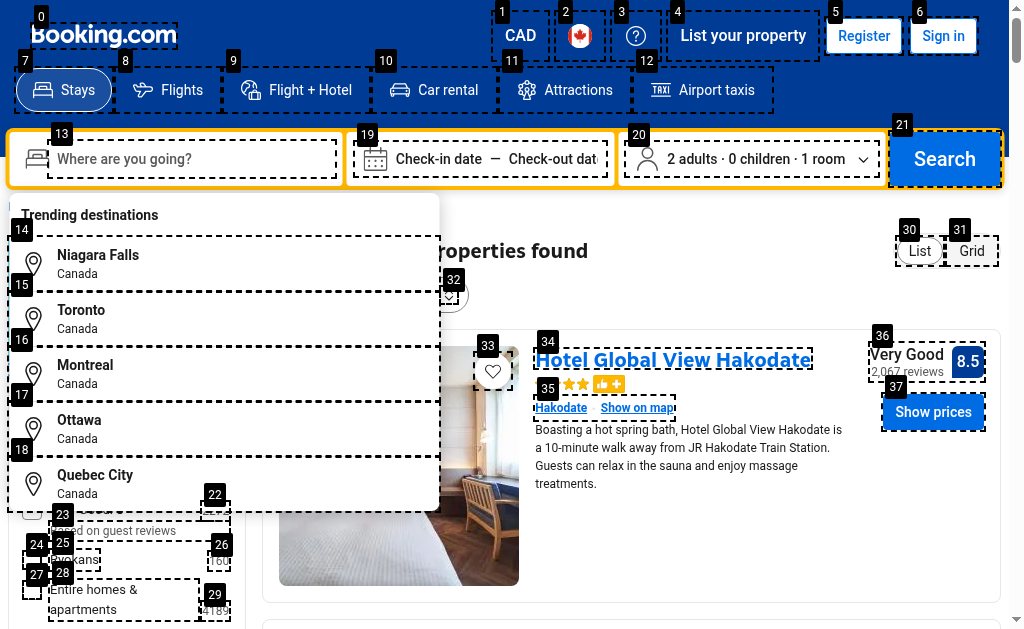 0
1
2
3
4
5
6
Booking.com
CAD
List your property
Register
Sign in
7
8
9
10
11
12
Stays
Flights
Flight + Hotel
Car rental
Attractions
TAXI
Airport taxis
13
19
20
21
Where are you going?
Check-in date — Check-out dat
2 adults · 0 children · 1 room
Search
Trending destinations
14
Niagara Falls
Canada
15
Toronto
Canada
16
Montreal
Canada
17
Ottawa
Canada
18
Quebec City
Canada
roperties found
30
31
List
Grid
32
33
34
Hotel Global View Hakodate
35
Hakodate
Show on map
Boasting a hot spring bath, Hotel Global View Hakodate is
a 10-minute walk away from JR Hakodate Train Station.
Guests can relax in the sauna and enjoy massage
treatments.
36
Very Good
2,067 reviews
8.5
37
Show prices
22
23
Based on guest reviews
24
25
26
Ryokans
160
27
28
29
Entire homes &
apartments
4189